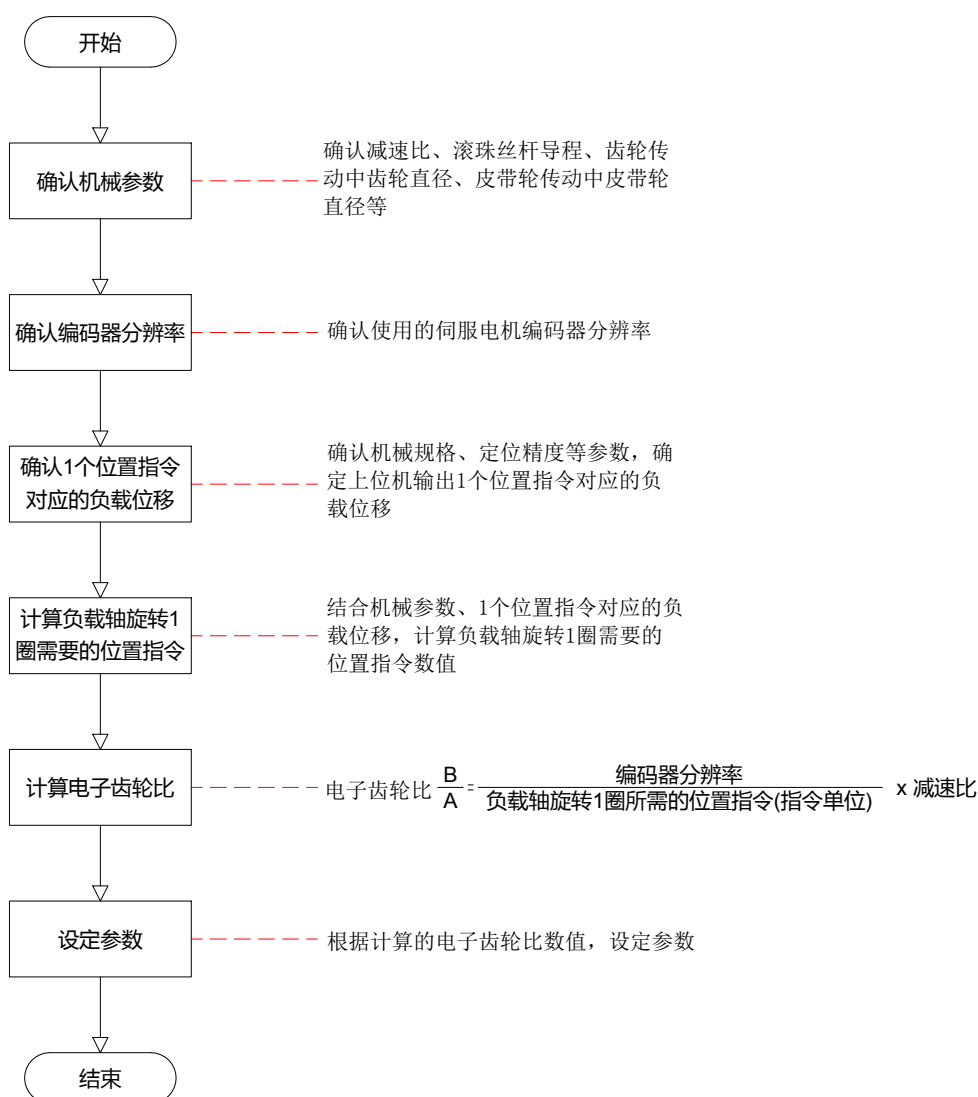 开始
确认机械参数
确认减速比、滚珠丝杆导程、齿轮传
动中齿轮直径、皮带轮传动中皮带轮
直径等
确认编码器分辨率
确认使用的伺服电机编码器分辨率
确认1个位置指令
对应的负载位移
确认机械规格、定位精度等参数，确
定上位机输出1个位置指令对应的负
载位移
计算负载轴旋转1
圈需要的位置指令
结合机械参数、1个位置指令对应的负
载位移，计算负载轴旋转1圈需要的
位置指令数值
计算电子齿轮比
电子齿轮比 B/A = 编码器分辨率/负载轴旋转1圈所需的位置指令(指令单位) x 减速比
设定参数
根据计算的电子齿轮比数值，设定参数
结束